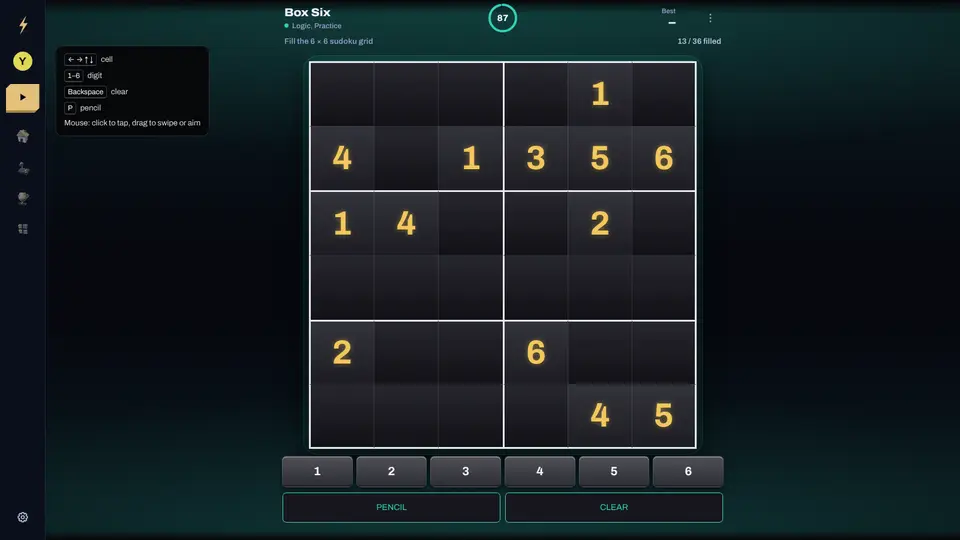 Box Six
Logic, Practice
87
Best
–
Fill the 6 × 6 sudoku grid
13 / 36 filled
Y
← → ↑ ↓ cell
1–6 digit
Backspace clear
P pencil
Mouse: click to tap, drag to swipe or aim
1
4 1 3 5 6
1 4 2
2 6
4 5
1 2 3 4 5 6
PENCIL CLEAR